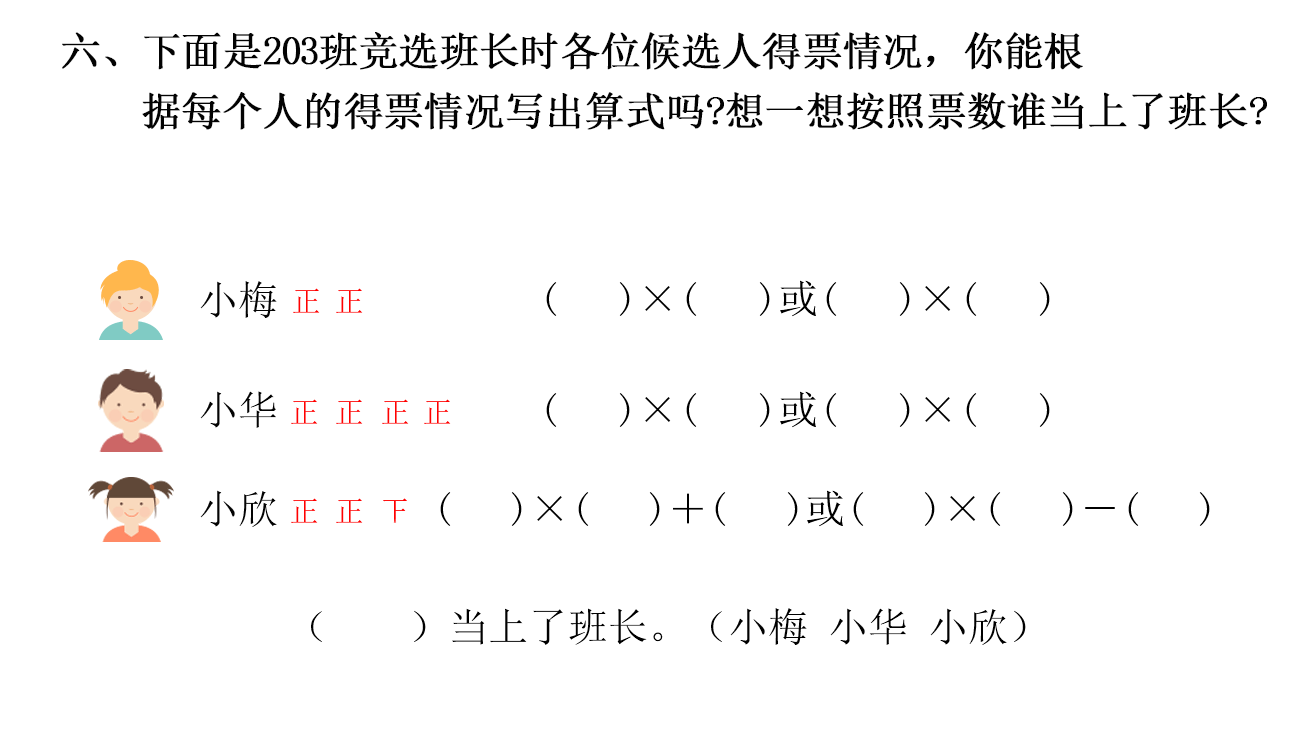 六、下面是203班竞选班长时各位候选人得票情况，你能根
据每个人的得票情况写出算式吗?想一想按照票数谁当上了班长?
小梅 正 正 (  )×(  )或(  )×(  )
小华 正 正 正 正 (  )×(  )或(  )×(  )
小欣 正 正 下 (  )×(  )＋(  )或(  )×(  )－(  )
（  ）当上了班长。（小梅 小华 小欣）